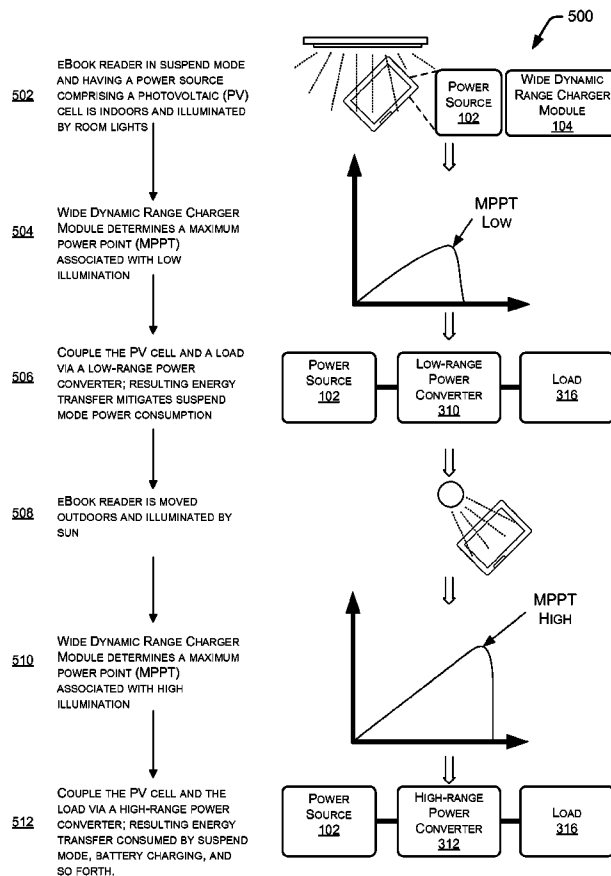 500
502
EBOOK READER IN SUSPEND MODE
AND HAVING A POWER SOURCE
COMPRISING A PHOTOVOLTAIC (PV)
CELL IS INDOORS AND ILLUMINATED
BY ROOM LIGHTS
POWER
SOURCE
102
WIDE DYNAMIC
RANGE CHARGER
MODULE
104
504
WIDE DYNAMIC RANGE CHARGER
MODULE DETERMINES A MAXIMUM
POWER POINT (MPPT)
ASSOCIATED WITH LOW
ILLUMINATION
MPPT
LOW
506
COUPLE THE PV CELL AND A LOAD
VIA A LOW-RANGE POWER
CONVERTER; RESULTING ENERGY
TRANSFER MITIGATES SUSPEND
MODE POWER CONSUMPTION
POWER
SOURCE
102
LOW-RANGE
POWER
CONVERTER
310
LOAD
316
508
EBOOK READER IS MOVED
OUTDOORS AND ILLUMINATED BY
SUN
510
WIDE DYNAMIC RANGE CHARGER
MODULE DETERMINES A MAXIMUM
POWER POINT (MPPT)
ASSOCIATED WITH HIGH
ILLUMINATION
MPPT
HIGH
512
COUPLE THE PV CELL AND THE
LOAD VIA A HIGH-RANGE POWER
CONVERTER; RESULTING ENERGY
TRANSFER CONSUMED BY SUSPEND
MODE, BATTERY CHARGING, AND
SO FORTH.
POWER
SOURCE
102
HIGH-RANGE
POWER
CONVERTER
312
LOAD
316